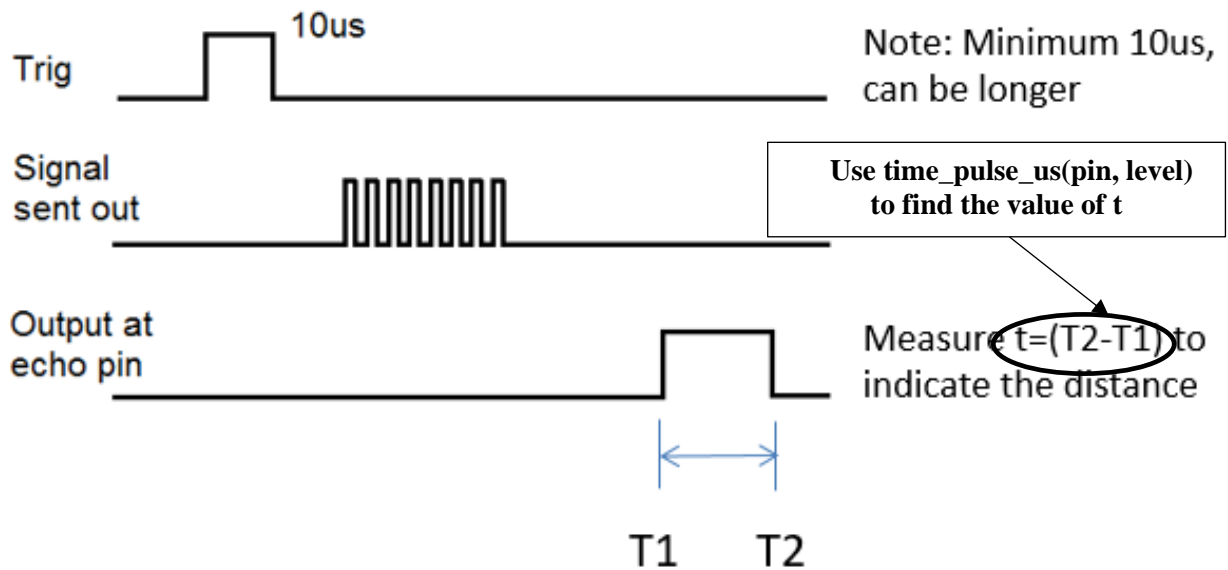 10us
Trig
Note: Minimum 10us,
can be longer
Signal
sent out
Use time_pulse_us(pin, level)
to find the value of t
Output at
echo pin
Measure t=(T2-T1) to
indicate the distance
T1 T2